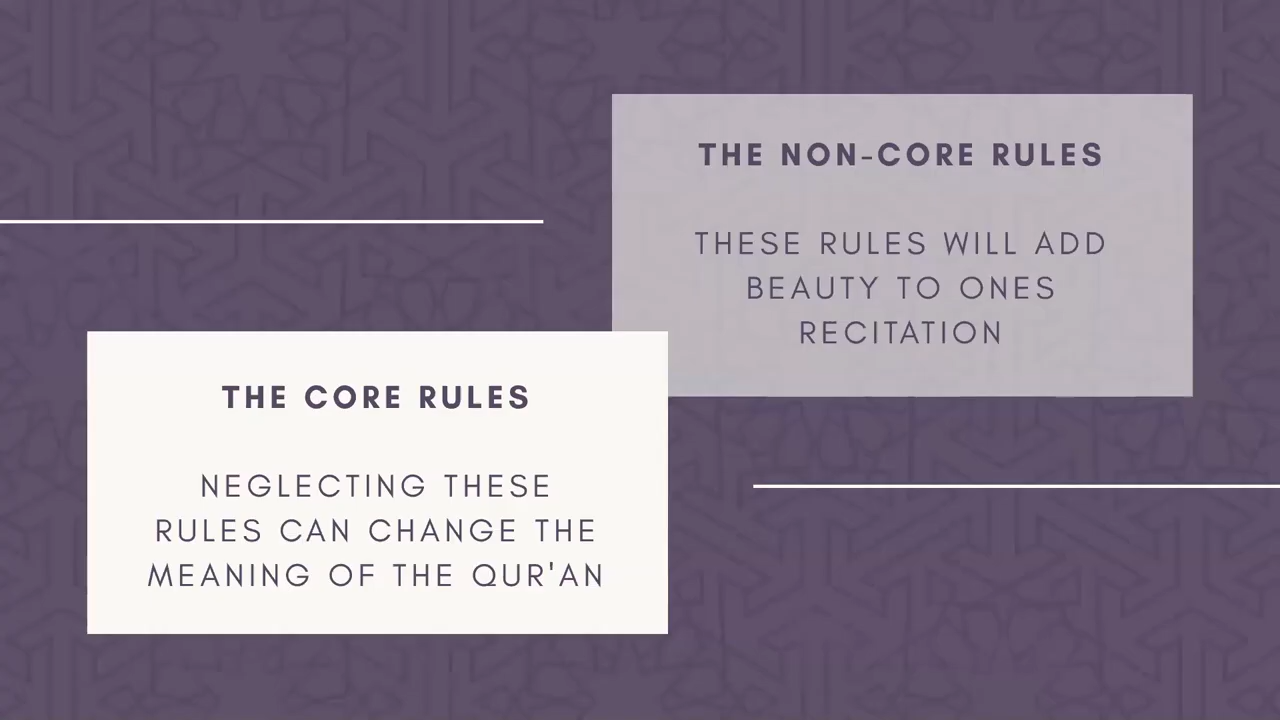 THE NON-CORE RULES
THESE RULES WILL ADD
BEAUTY TO ONES
RECITATION
THE CORE RULES
NEGLECTING THESE
RULES CAN CHANGE THE
MEANING OF THE QUR'AN